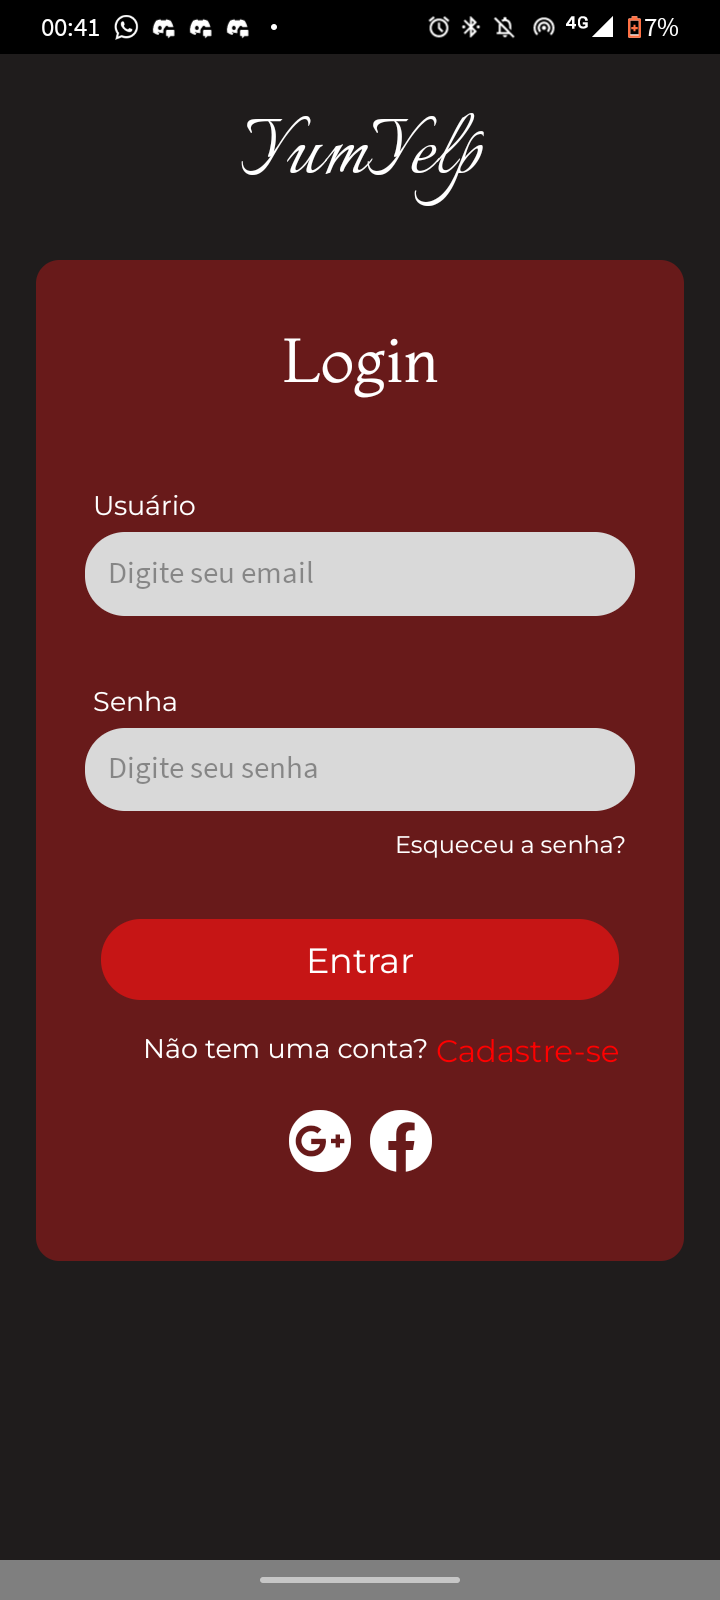 00:41 4G 7%
YumYelp
Login
Usuário
Digite seu email
Senha
Digite seu senha
Esqueceu a senha?
Entrar
Não tem uma conta? Cadastre-se
G+ f